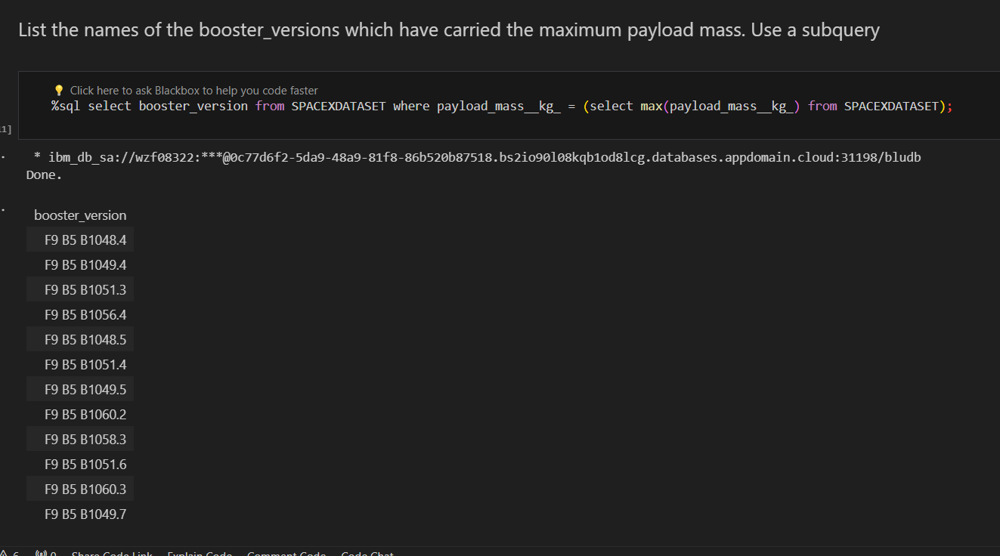 List the names of the booster_versions which have carried the maximum payload mass. Use a subquery
💡 Click here to ask Blackbox to help you code faster
%sql select booster_version from SPACEXDATASET where payload_mass__kg_ = (select max(payload_mass__kg_) from SPACEXDATASET);
1]
* ibm_db_sa://wzf08322:***@0c77d6f2-5da9-48a9-81f8-86b520b87518.bs2io90l08kqb1od8lcg.databases.appdomain.cloud:31198/bludb
Done.
booster_version
F9 B5 B1048.4
F9 B5 B1049.4
F9 B5 B1051.3
F9 B5 B1056.4
F9 B5 B1048.5
F9 B5 B1051.4
F9 B5 B1049.5
F9 B5 B1060.2
F9 B5 B1058.3
F9 B5 B1051.6
F9 B5 B1060.3
F9 B5 B1049.7
6 0 Share Code Link Explain Code Comment Code Code Chat